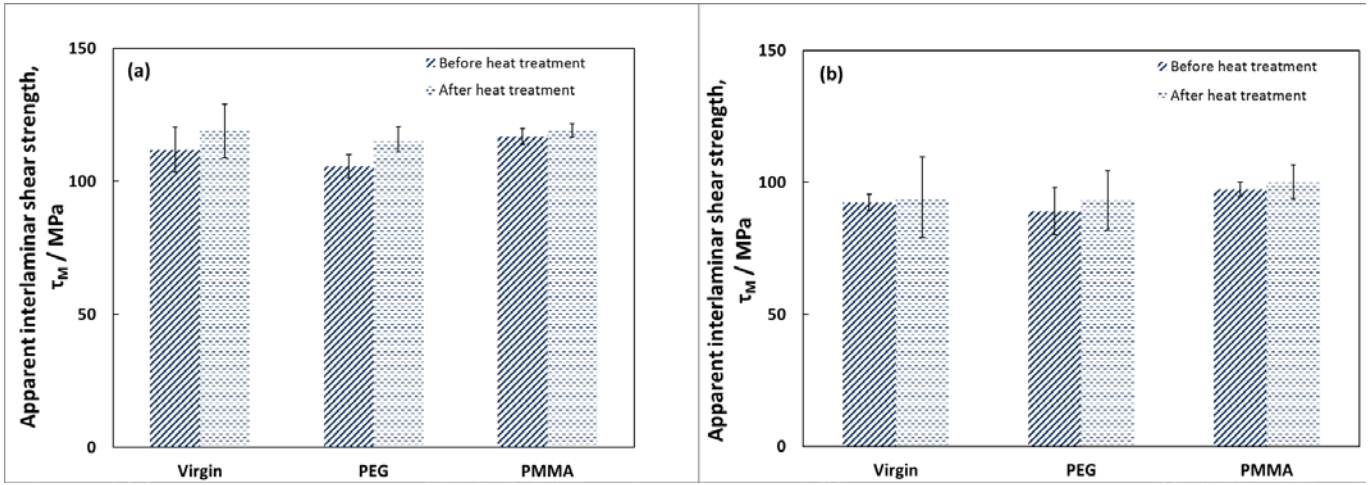 Apparent interlaminar shear strength,
τM / MPa
150
100
50
0
(a)
Before heat treatment
After heat treatment
Virgin PEG PMMA
Apparent interlaminar shear strength,
τM / MPa
150
100
50
0
(b)
Before heat treatment
After heat treatment
Virgin PEG PMMA